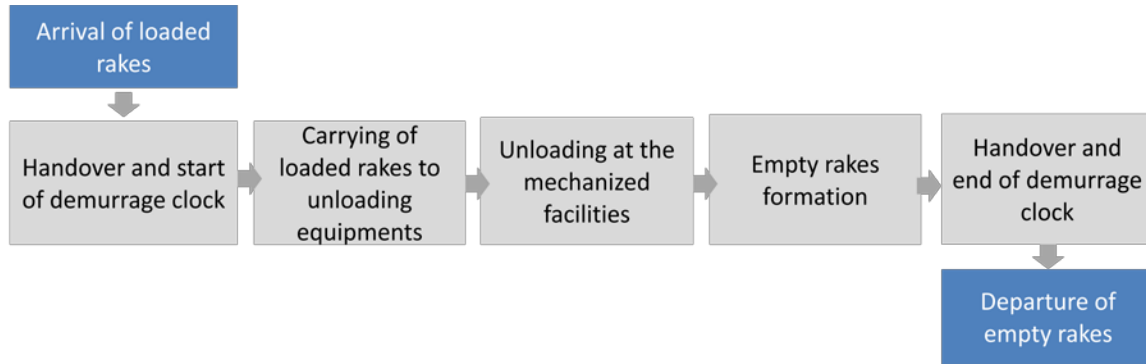 Arrival of loaded
rakes
Handover and start
of demurrage clock
Carrying of
loaded rakes to
unloading
equipments
Unloading at the
mechanized
facilities
Empty rakes
formation
Handover and
end of demurrage
clock
Departure of
empty rakes